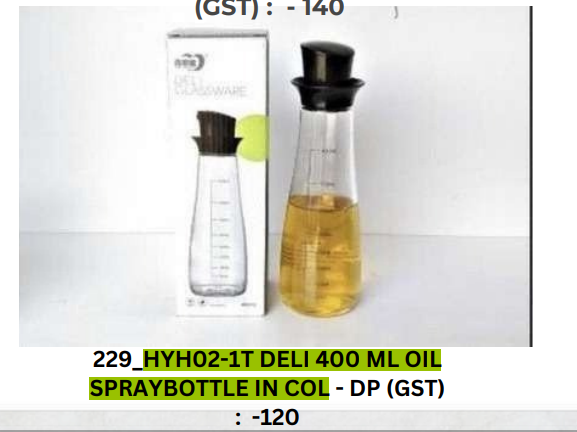 (GST) : - 140
DELI
GLASSWARE
229_HYH02-1T DELI 400 ML OIL
SPRAYBOTTLE IN COL - DP (GST)
: -120